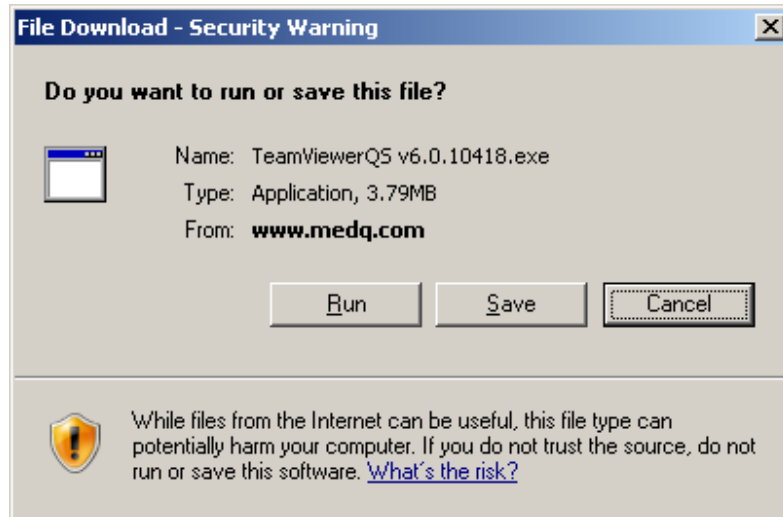 File Download - Security Warning
Do you want to run or save this file?
Name: TeamViewerQS v6.0.10418.exe
Type: Application, 3.79MB
From: www.medq.com
Run Save Cancel
While files from the Internet can be useful, this file type can
potentially harm your computer. If you do not trust the source, do not
run or save this software. What´s the risk?